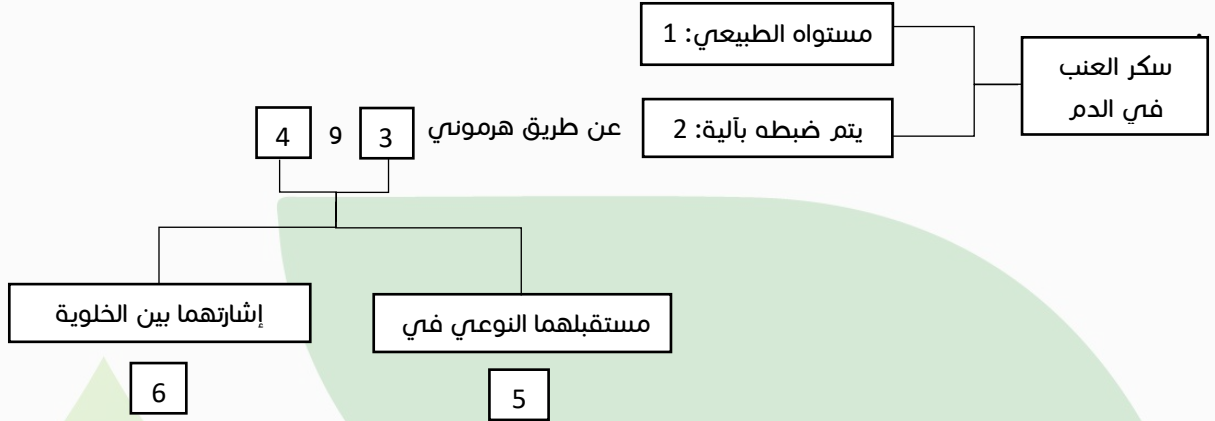 سكر العنب
في الدم
مستواه الطبيعي: 1
يتم ضبطه بآلية: 2
عن طريق هرموني 3 9 4
مستقبلهما النوعي في
5
إشارتهما بين الخلوية
6